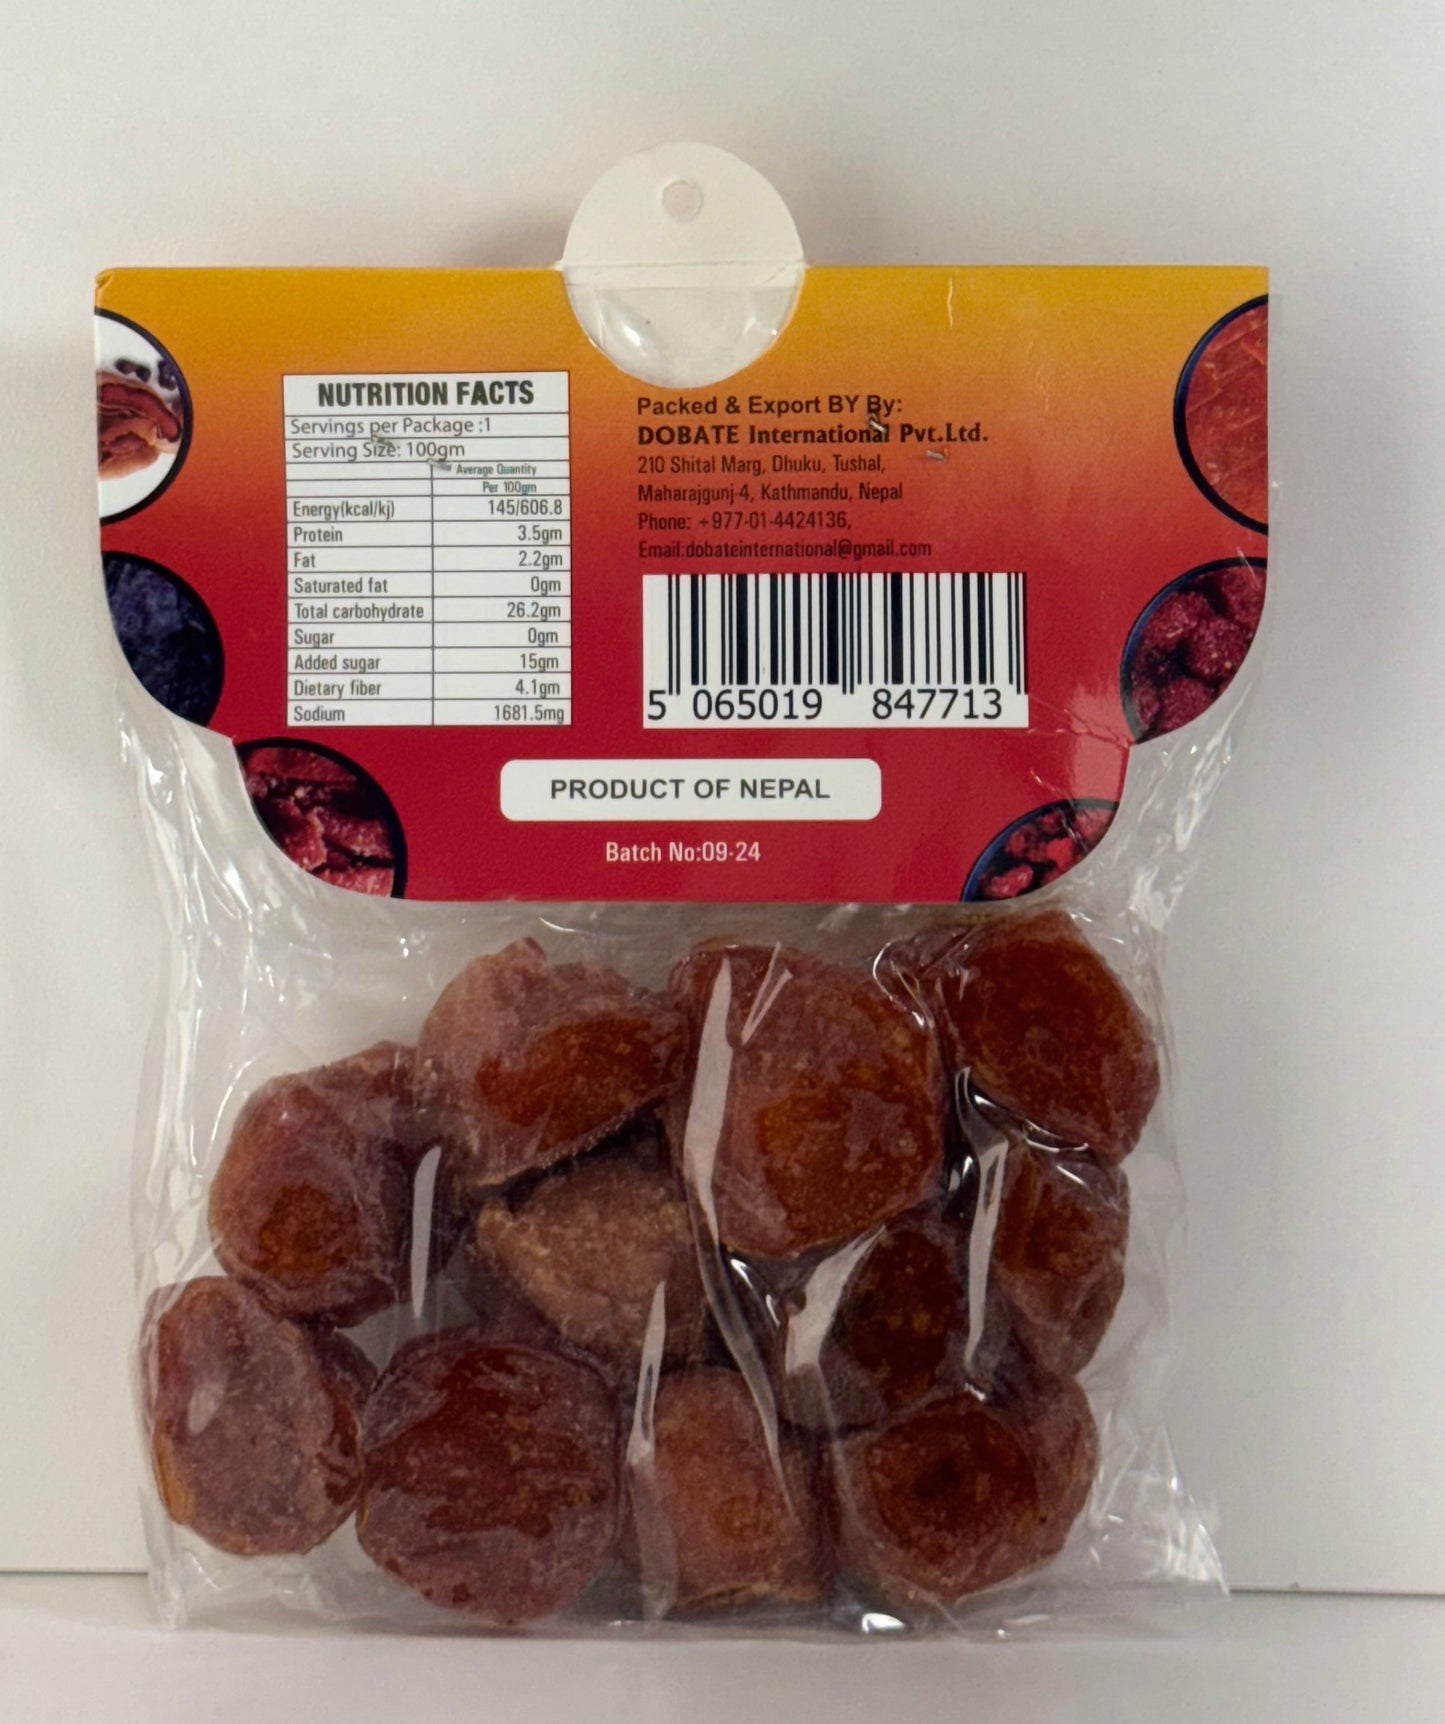 NUTRITION FACTS
Servings per Package :1
Serving Size: 100gm
Average Quantity
Per 100gm
Energy(kcal/kj) 145/606.8
Protein 3.5gm
Fat 2.2gm
Saturated fat 0gm
Total carbohydrate 26.2gm
Sugar 0gm
Added sugar 15gm
Dietary fiber 4.1gm
Sodium 1681.5mg
Packed & Export BY By:
DOBATE International Pvt.Ltd.
210 Shital Marg, Dhuku, Tushal,
Maharajgunj-4, Kathmandu, Nepal
Phone: +977-01-4424136,
Email:dobateinternational@gmail.com
5 065019 847713
PRODUCT OF NEPAL
Batch No:09-24